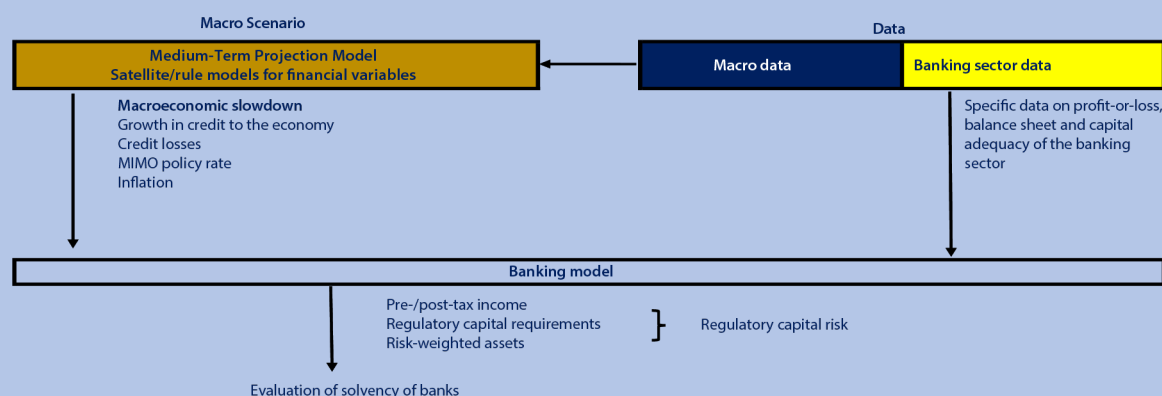 Macro Scenario
Data
Medium-Term Projection Model
Satellite/rule models for financial variables
Macro data
Banking sector data
Macroeconomic slowdown
Growth in credit to the economy
Credit losses
MIMO policy rate
Inflation
Specific data on profit-or-loss,
balance sheet and capital
adequacy of the banking
sector
Banking model
Pre-/post-tax income
Regulatory capital requirements
Risk-weighted assets
Regulatory capital risk
Evaluation of solvency of banks